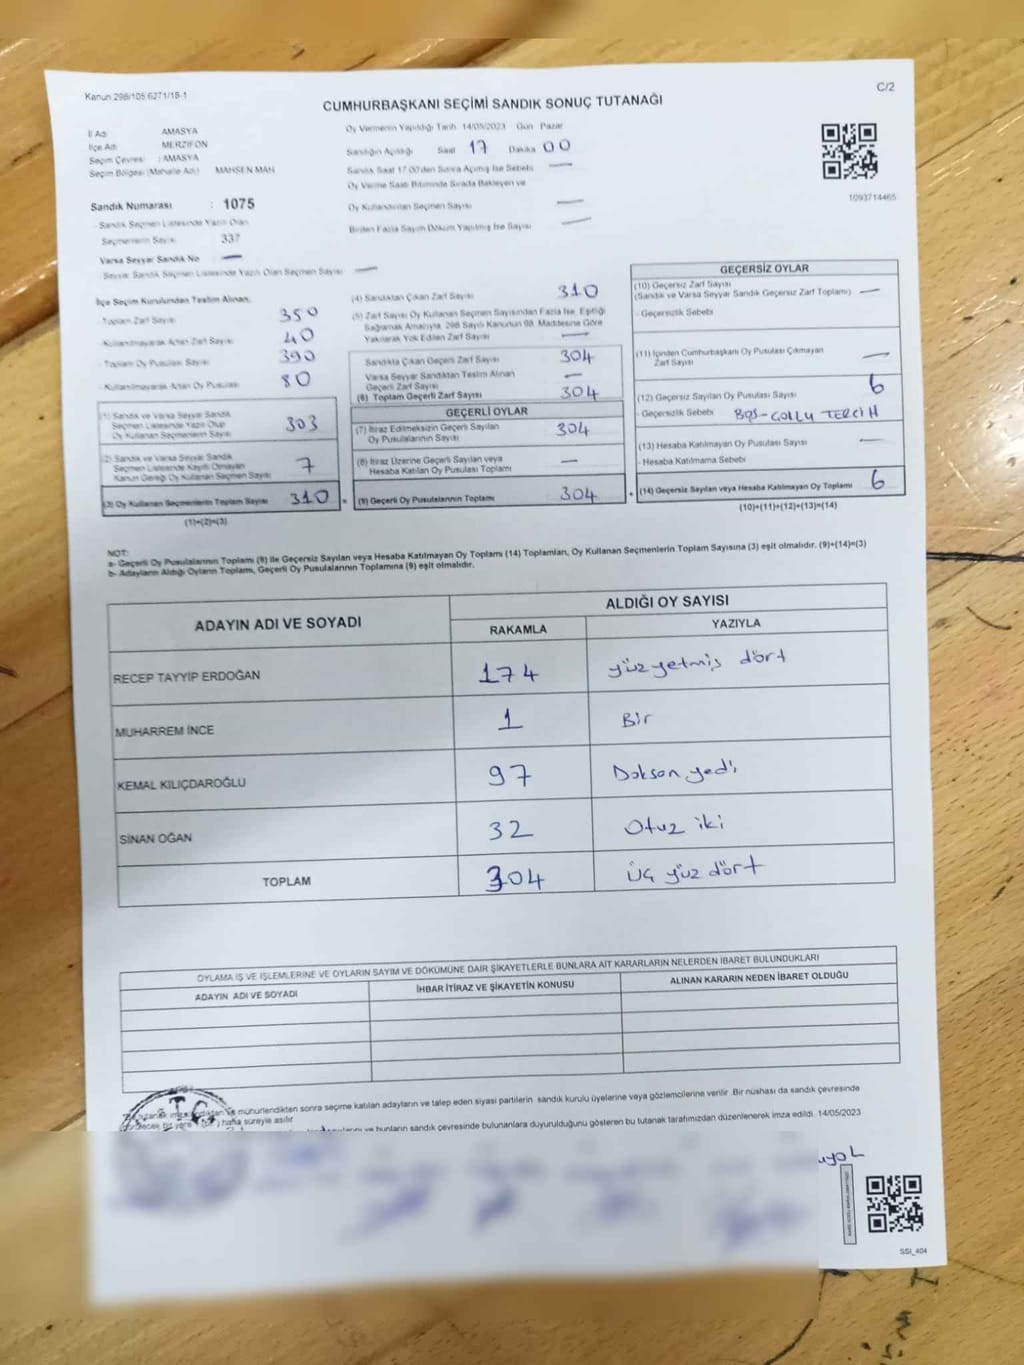 Kanun 298/105 6271/18-1
C/2
CUMHURBAŞKANI SEÇİMİ SANDIK SONUÇ TUTANAĞI
İl Adı AMASYA
İlçe Adı MERZİFON
Seçim Çevresi : AMASYA
Seçim Bölgesi (Mahalle Adı) MAHSEN MAH
Sandık Numarası : 1075
- Sandık Seçmen Listesinde Yazılı Olan
Seçmenlerin Sayısı 337
Varsa Seyyar Sandık No —
- Seyyar Sandık Seçmen Listesinde Yazılı Olan Seçmen Sayısı —
Oy Vermenin Yapıldığı Tarih 14/05/2023 Gün Pazar
Sandığın Açıldığı Saat 17 Dakika 00
Sandık Saat 17.00'den Sonra Açılmış İse Sebebi —
Oy Verme Saati Bitiminde Sırada Bekleyen ve
Oy Kullandırılan Seçmen Sayısı —
Birden Fazla Sayım Döküm Yapılmış İse Sayısı —
1093714465
İlçe Seçim Kurulundan Teslim Alınan;
- Toplam Zarf Sayısı 350
- Kullanılmayarak Artan Zarf Sayısı 40
- Toplam Oy Pusulası Sayısı 390
- Kullanılmayarak Artan Oy Pusulası 80
(1) Sandık ve Varsa Seyyar Sandık
Seçmen Listesinde Yazılı Olup
Oy Kullanan Seçmenlerin Sayısı 303
(2) Sandık ve Varsa Seyyar Sandık
Seçmen Listesinde Kayıtlı Olmayan
Kanun Gereği Oy Kullanan Seçmen Sayısı 7
(3) Oy Kullanan Seçmenlerin Toplam Sayısı 310
(1)+(2)=(3)
(4) Sandıktan Çıkan Zarf Sayısı 310
(5) Zarf Sayısı Oy Kullanan Seçmen Sayısından Fazla İse, Eşitliği
Sağlamak Amacıyla, 298 Sayılı Kanunun 98. Maddesine Göre
Yakılarak Yok Edilen Zarf Sayısı —
Sandıkta Çıkan Geçerli Zarf Sayısı 304
Varsa Seyyar Sandıktan Teslim Alınan
Geçerli Zarf Sayısı —
(6) Toplam Geçerli Zarf Sayısı 304
GEÇERLİ OYLAR
(7) İtiraz Edilmeksizin Geçerli Sayılan
Oy Pusulalarının Sayısı 304
(8) İtiraz Üzerine Geçerli Sayılan veya
Hesaba Katılan Oy Pusulası Toplamı —
= (9) Geçerli Oy Pusulalarının Toplamı 304
GEÇERSİZ OYLAR
(10) Geçersiz Zarf Sayısı
(Sandık ve Varsa Seyyar Sandık Geçersiz Zarf Toplamı) —
- Geçersizlik Sebebi
(11) İçinden Cumhurbaşkanı Oy Pusulası Çıkmayan
Zarf Sayısı —
(12) Geçersiz Sayılan Oy Pusulası Sayısı 6
- Geçersizlik Sebebi BOŞ-ÇOKLU TERCİH
(13) Hesaba Katılmayan Oy Pusulası Sayısı —
- Hesaba Katılmama Sebebi
+ (14) Geçersiz Sayılan veya Hesaba Katılmayan Oy Toplamı 6
(10)+(11)+(12)+(13)=(14)
NOT:
a- Geçerli Oy Pusulalarının Toplamı (9) ile Geçersiz Sayılan veya Hesaba Katılmayan Oy Toplamı (14) Toplamları, Oy Kullanan Seçmenlerin Toplam Sayısına (3) eşit olmalıdır. (9)+(14)=(3)
b- Adayların Aldığı Oyların Toplamı, Geçerli Oy Pusulalarının Toplamına (9) eşit olmalıdır.
ADAYIN ADI VE SOYADI
ALDIĞI OY SAYISI
RAKAMLA YAZIYLA
RECEP TAYYİP ERDOĞAN 174 yüz yetmiş dört
MUHARREM İNCE 1 Bir
KEMAL KILIÇDAROĞLU 97 Doksan yedi
SİNAN OĞAN 32 Otuz iki
TOPLAM 304 üç yüz dört
OYLAMA İŞ VE İŞLEMLERİNE VE OYLARIN SAYIM VE DÖKÜMÜNE DAİR ŞİKAYETLERLE BUNLARA AİT KARARLARIN NELERDEN İBARET BULUNDUKLARI
ADAYIN ADI VE SOYADI İHBAR İTİRAZ VE ŞİKAYETİN KONUSU ALINAN KARARIN NEDEN İBARET OLDUĞU
mühürlendikten sonra seçime katılan adayların ve talep eden siyasi partilerin sandık kurulu üyelerine veya gözlemcilerine verilir. Bir nüshası da sandık çevresinde
hafta süreyle asılır
ve bunların sandık çevresinde bulunanlara duyurulduğunu gösteren bu tutanak tarafımızdan düzenlenerek imza edildi. 14/05/2023
SSI_404